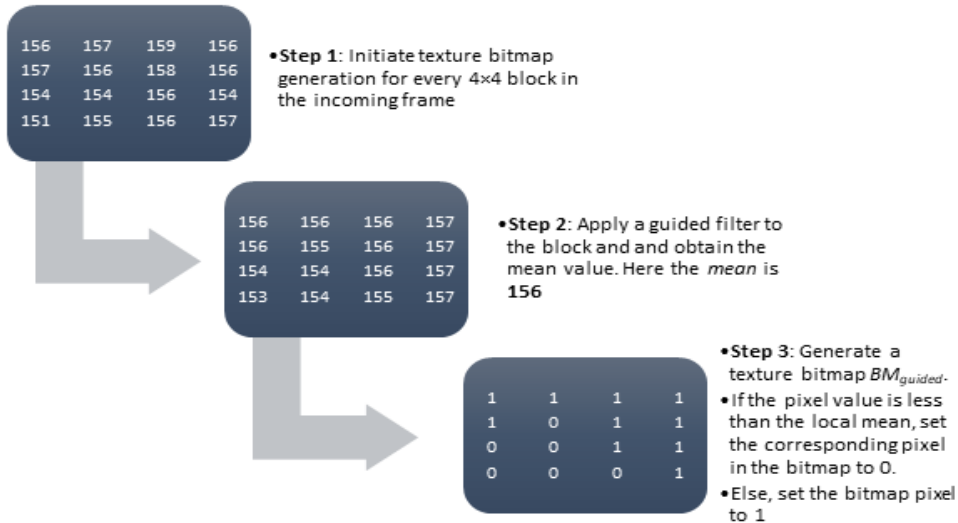 156 157 159 156
157 156 158 156
154 154 156 154
151 155 156 157
•Step 1: Initiate texture bitmap
generation for every 4×4 block in
the incoming frame
156 156 156 157
156 155 156 157
154 154 156 157
153 154 155 157
•Step 2: Apply a guided filter to
the block and and obtain the
mean value. Here the mean is
156
1 1 1 1
1 0 1 1
0 0 1 1
0 0 0 1
•Step 3: Generate a
texture bitmap BMguided.
•If the pixel value is less
than the local mean, set
the corresponding pixel
in the bitmap to 0.
•Else, set the bitmap pixel
to 1